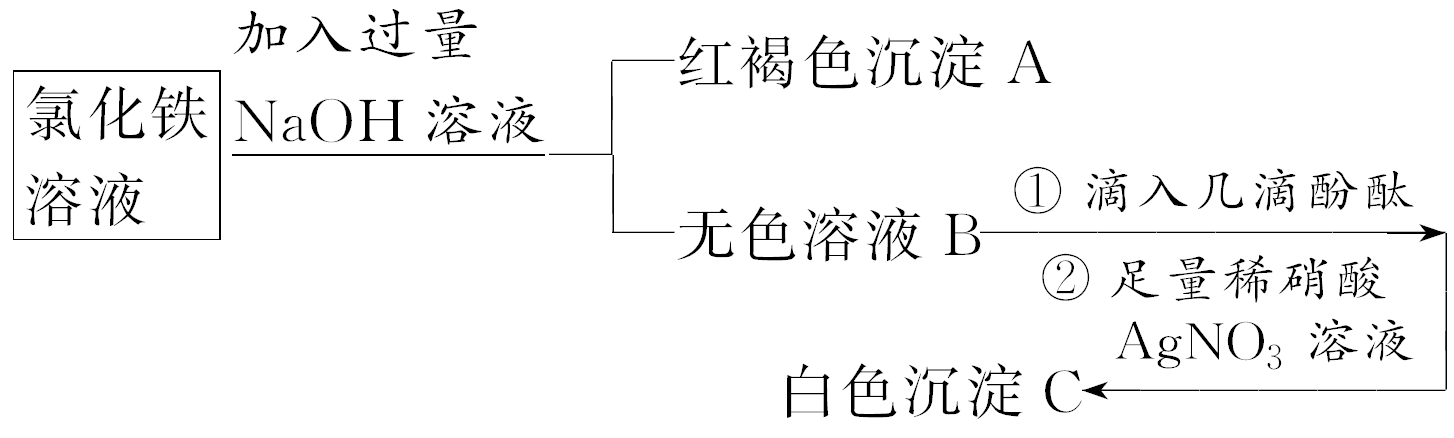 加入过量
NaOH 溶液
氯化铁
溶液
红褐色沉淀 A
无色溶液 B
① 滴入几滴酚酞
② 足量稀硝酸
AgNO₃ 溶液
白色沉淀 C